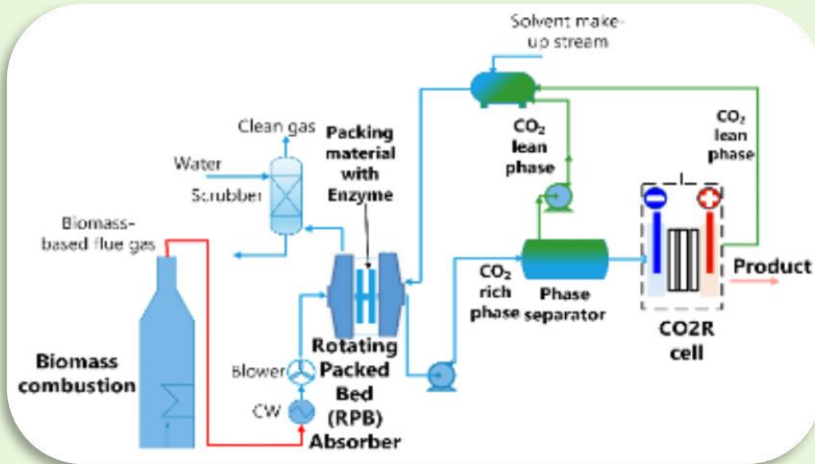 Solvent make-
up stream
Clean gas
Packing
material
with
Enzyme
CO₂
lean
phase
CO₂
lean
phase
Water
Scrubber
Biomass-
based flue gas
CO₂
rich
phase
Phase
separator
Product
CO2R
cell
Biomass
combustion
Blower
CW
Rotating
Packed
Bed
(RPB)
Absorber